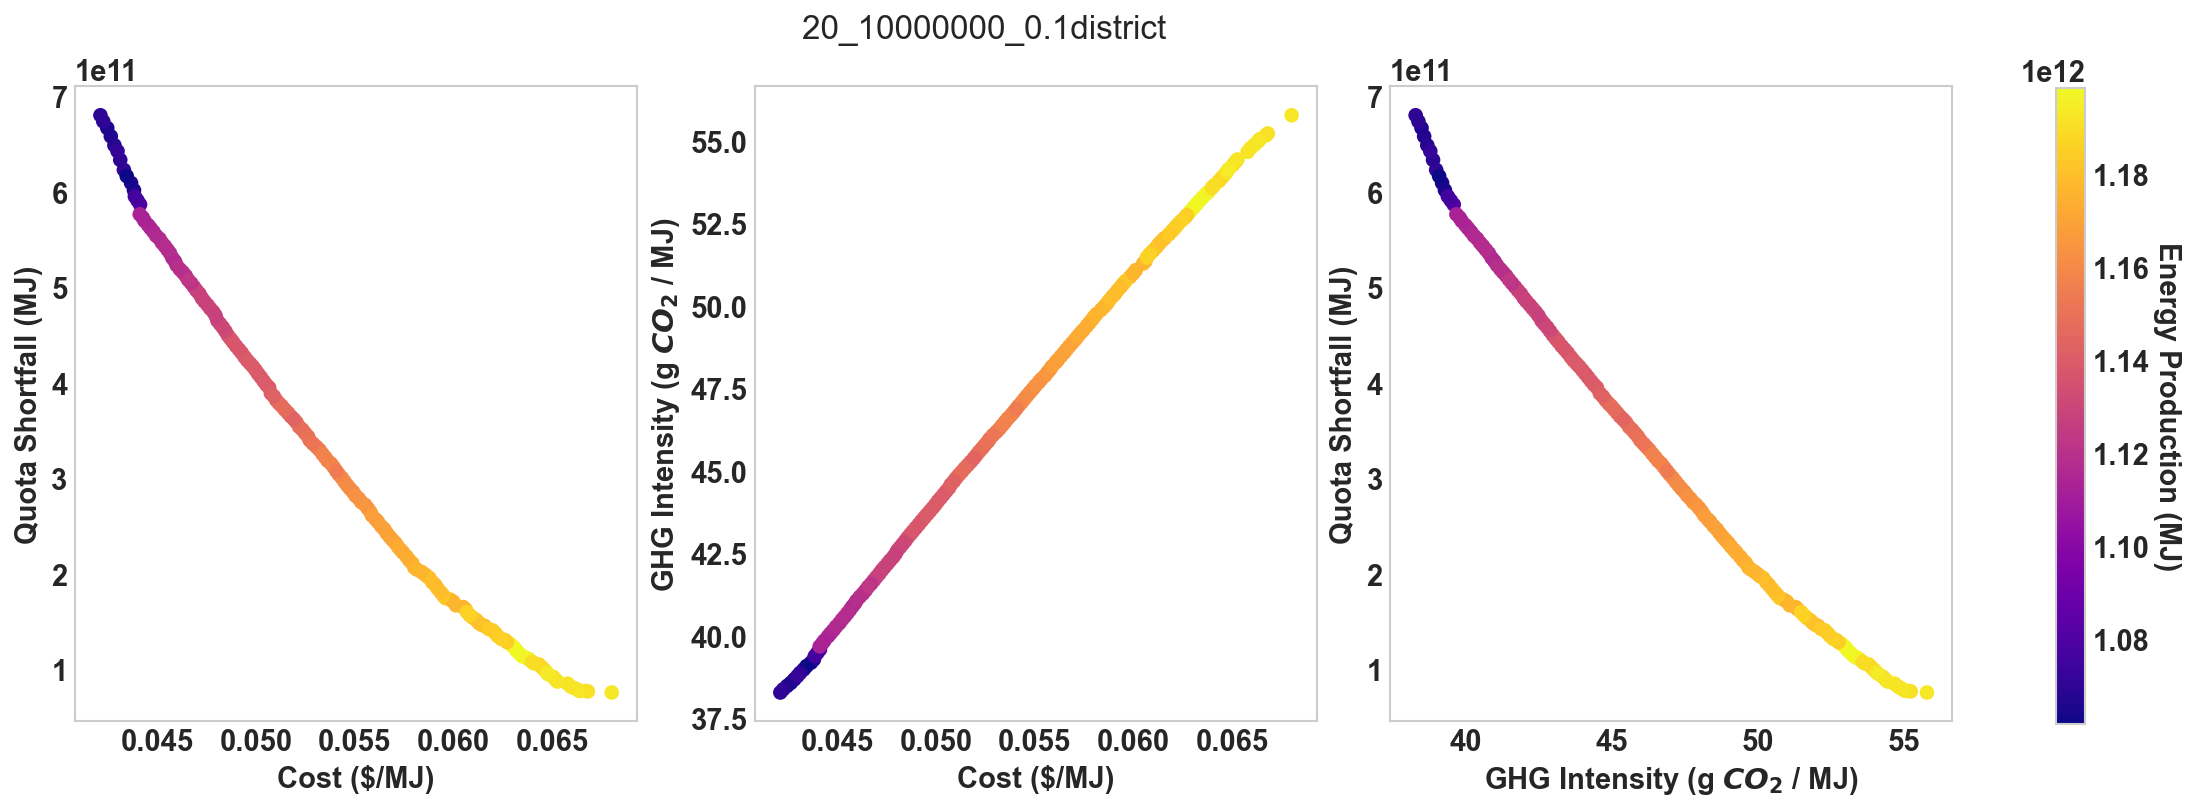 20_10000000_0.1district
1e11
7
6
5
4
3
2
1
Quota Shortfall (MJ)
0.045 0.050 0.055 0.060 0.065
Cost ($/MJ)
55.0
52.5
50.0
47.5
45.0
42.5
40.0
37.5
GHG Intensity (g CO₂ / MJ)
0.045 0.050 0.055 0.060 0.065
Cost ($/MJ)
1e11
7
6
5
4
3
2
1
Quota Shortfall (MJ)
40 45 50 55
GHG Intensity (g CO₂ / MJ)
1e12
1.18
1.16
1.14
1.12
1.10
1.08
Energy Production (MJ)